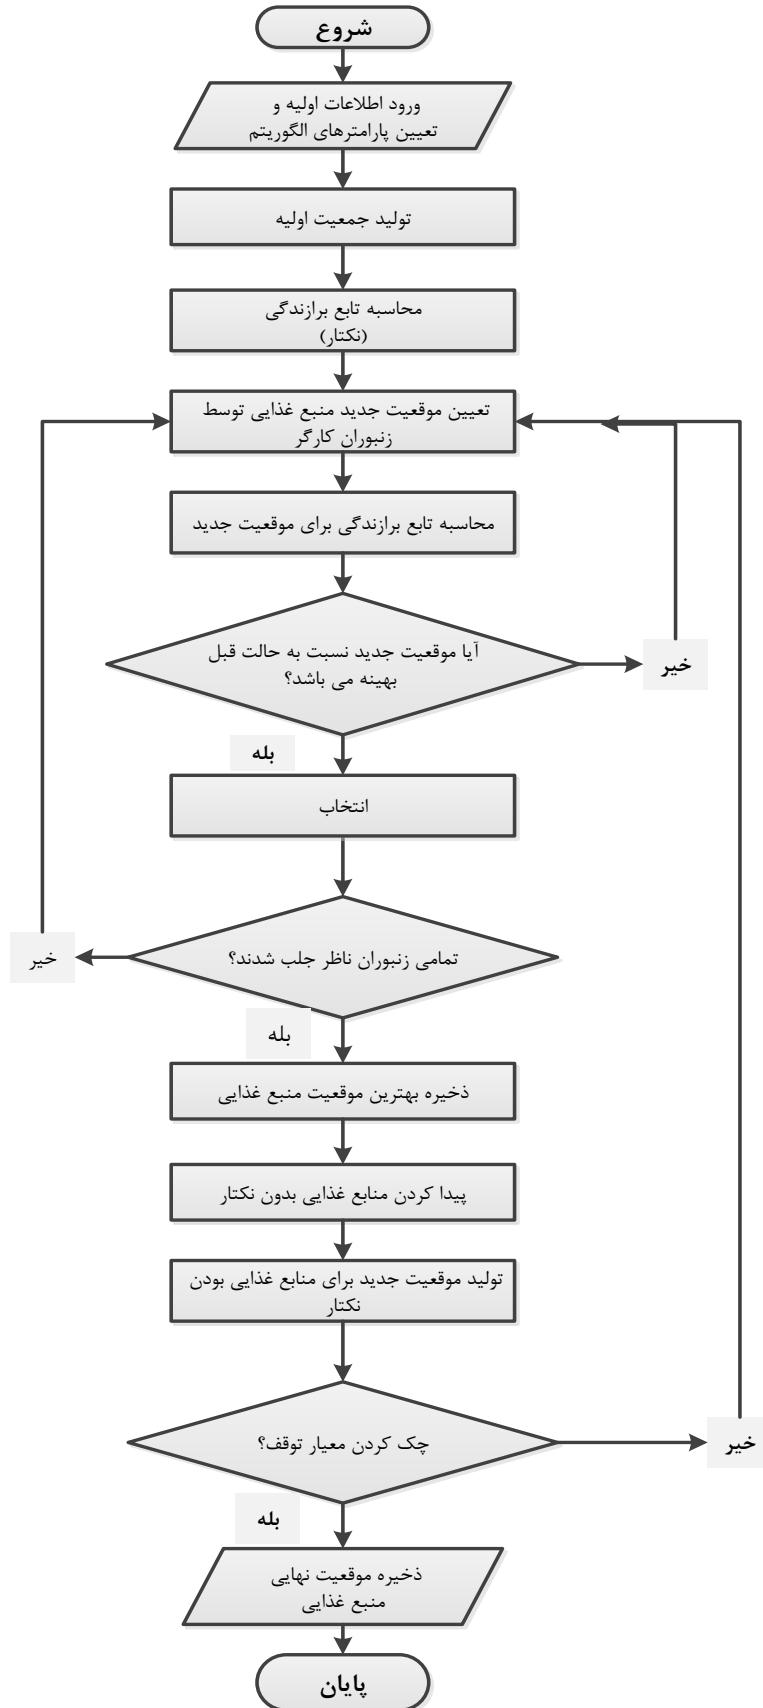 شروع
ورود اطلاعات اولیه و
تعیین پارامترهای الگوریتم
تولید جمعیت اولیه
محاسبه تابع برازندگی
(نکتار)
تعیین موقعیت جدید منبع غذایی توسط
زنبوران کارگر
محاسبه تابع برازندگی برای موقعیت جدید
آیا موقعیت جدید نسبت به حالت قبل
بهینه می باشد؟
خیر
بله
انتخاب
تمامی زنبوران ناظر جلب شدند؟
خیر
بله
ذخیره بهترین موقعیت منبع غذایی
پیدا کردن منابع غذایی بدون نکتار
تولید موقعیت جدید برای منابع غذایی بودن
نکتار
چک کردن معیار توقف؟
خیر
بله
ذخیره موقعیت نهایی
منبع غذایی
پایان